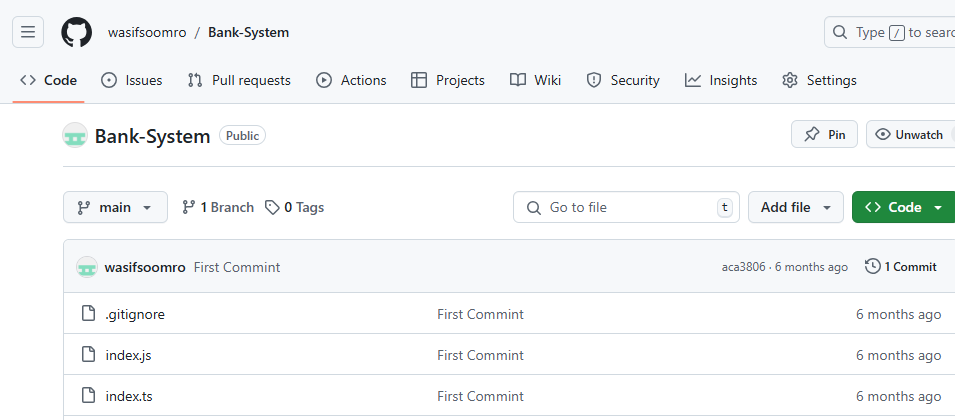 wasifsoomro / Bank-System
Type / to searc
Code Issues Pull requests Actions Projects Wiki Security Insights Settings
Bank-System Public Pin Unwatch
main 1 Branch 0 Tags Go to file t Add file Code
wasifsoomro First Commint aca3806 · 6 months ago 1 Commit
.gitignore First Commint 6 months ago
index.js First Commint 6 months ago
index.ts First Commint 6 months ago